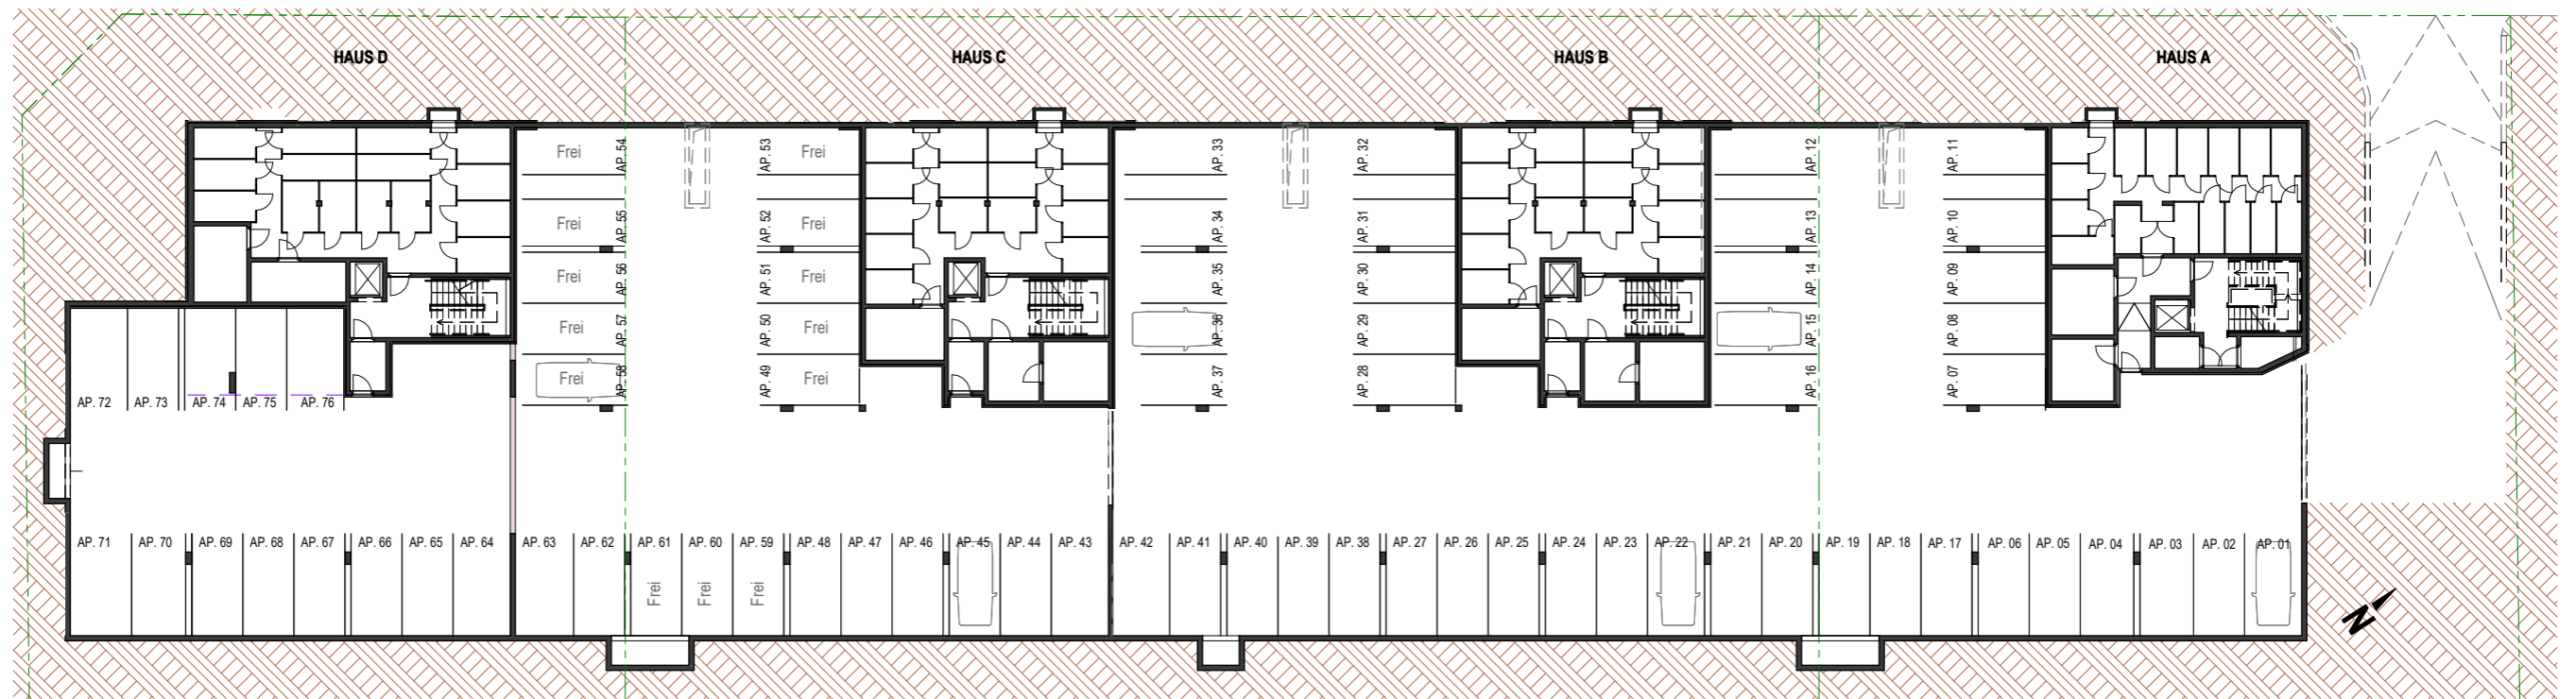 HAUS D
HAUS C
HAUS B
HAUS A
Frei
AP. 54
AP. 53
Frei
AP. 33
AP. 32
AP. 12
AP. 11
Frei
AP. 55
AP. 52
Frei
AP. 34
AP. 31
AP. 13
AP. 10
Frei
AP. 56
AP. 51
Frei
AP. 35
AP. 30
AP. 14
AP. 09
Frei
AP. 57
AP. 50
Frei
AP. 36
AP. 29
AP. 15
AP. 08
Frei
AP. 58
AP. 49
Frei
AP. 37
AP. 28
AP. 16
AP. 07
AP. 72
AP. 73
AP. 74
AP. 75
AP. 76
AP. 71
AP. 70
AP. 69
AP. 68
AP. 67
AP. 66
AP. 65
AP. 64
AP. 63
AP. 62
AP. 61
AP. 60
AP. 59
AP. 48
AP. 47
AP. 46
AP. 45
AP. 44
AP. 43
AP. 42
AP. 41
AP. 40
AP. 39
AP. 38
AP. 27
AP. 26
AP. 25
AP. 24
AP. 23
AP. 22
AP. 21
AP. 20
AP. 19
AP. 18
AP. 17
AP. 06
AP. 05
AP. 04
AP. 03
AP. 02
AP. 01
Frei
Frei
Frei
N